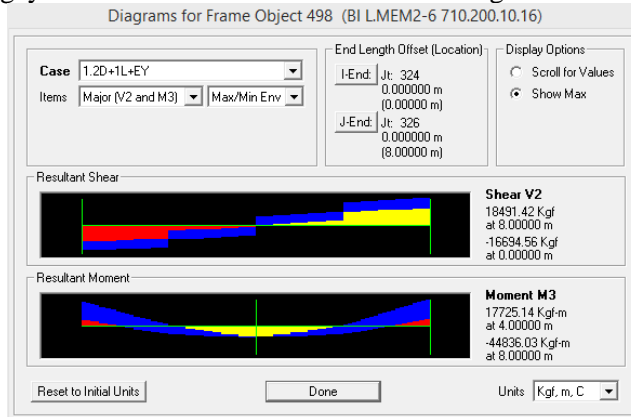 Diagrams for Frame Object 498 (BI L.MEM2-6 710.200.10.16)
Case 1.2D+1L+EY
Items Major (V2 and M3) Max/Min Env
End Length Offset (Location)
I-End: Jt: 324
0.000000 m
(0.00000 m)
J-End: Jt: 326
0.000000 m
(8.00000 m)
Display Options
Scroll for Values
Show Max
Resultant Shear
Shear V2
18491.42 Kgf
at 8.00000 m
-16694.56 Kgf
at 0.00000 m
Resultant Moment
Moment M3
17725.14 Kgf-m
at 4.00000 m
-44836.03 Kgf-m
at 8.00000 m
Reset to Initial Units
Done
Units Kgf, m, C